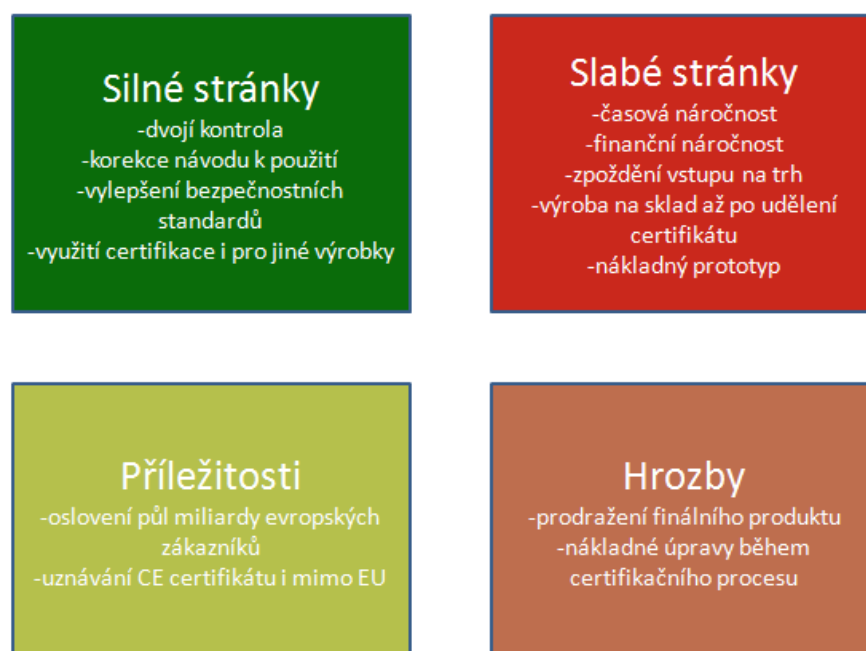 Silné stránky
-dvojí kontrola
-korekce návodu k použití
-vylepšení bezpečnostních
standardů
-využití certifikace i pro jiné výrobky
Slabé stránky
-časová náročnost
-finanční náročnost
-zpoždění vstupu na trh
-výroba na sklad až po udělení
certifikátu
-nákladný prototyp
Příležitosti
-oslovení půl miliardy evropských
zákazníků
-uznávání CE certifikátu i mimo EU
Hrozby
-prodražení finálního produktu
-nákladné úpravy během
certifikačního procesu